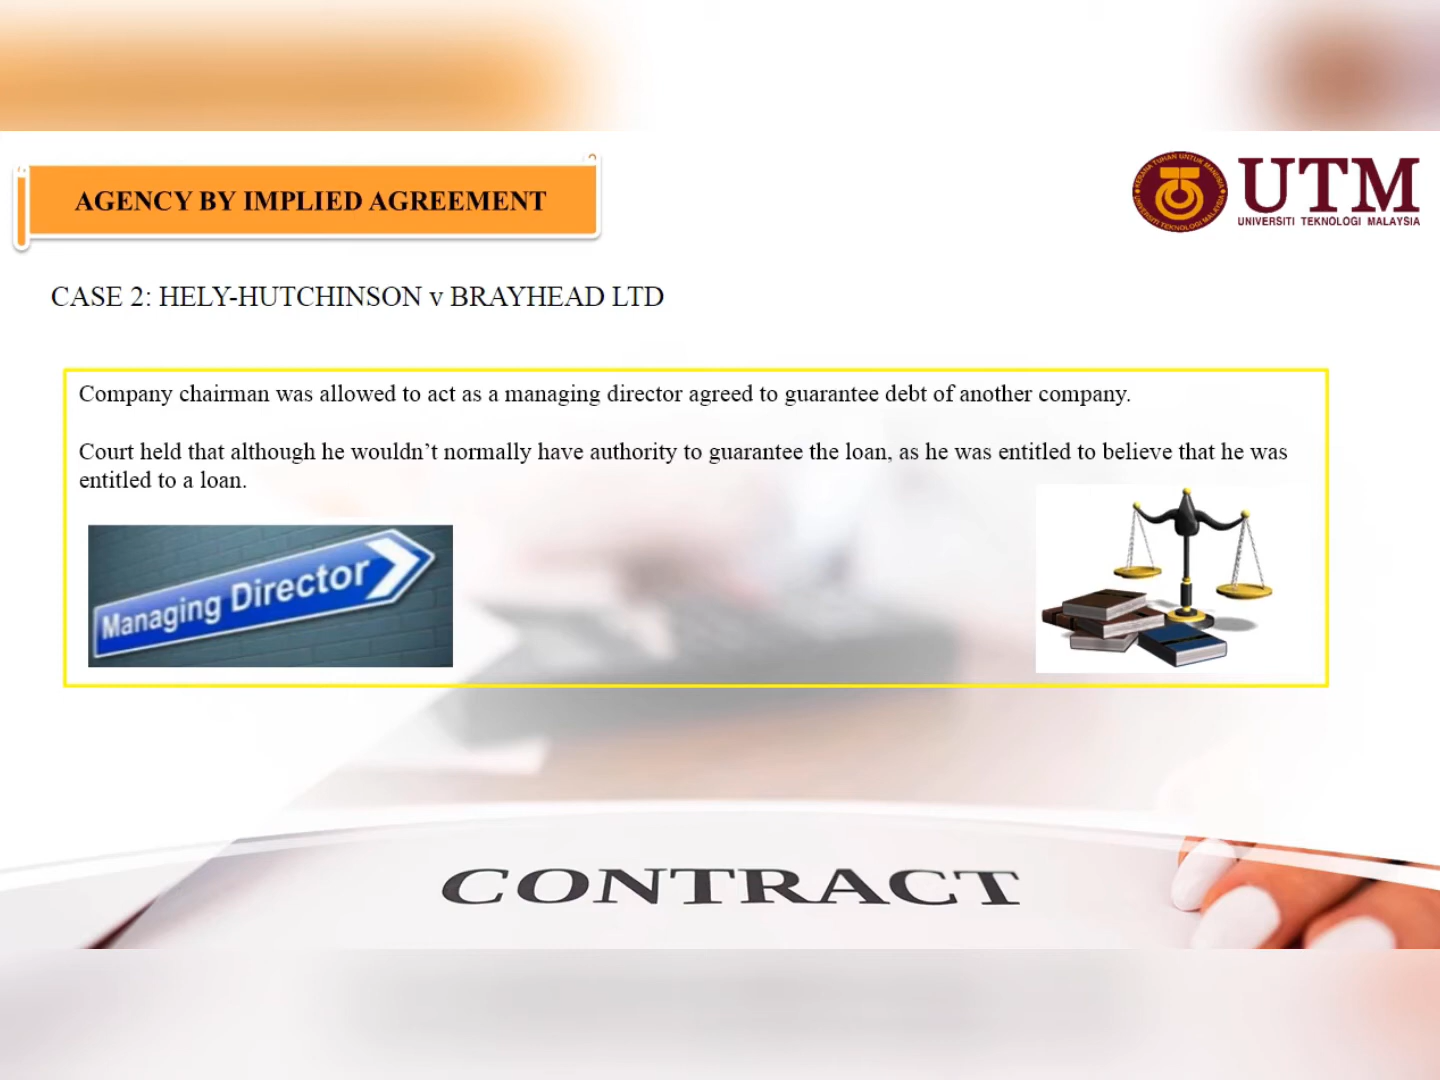 AGENCY BY IMPLIED AGREEMENT
UTM
UNIVERSITI TEKNOLOGI MALAYSIA
CASE 2: HELY-HUTCHINSON v BRAYHEAD LTD
Company chairman was allowed to act as a managing director agreed to guarantee debt of another company.
Court held that although he wouldn’t normally have authority to guarantee the loan, as he was entitled to believe that he was
entitled to a loan.
Managing Director
CONTRACT